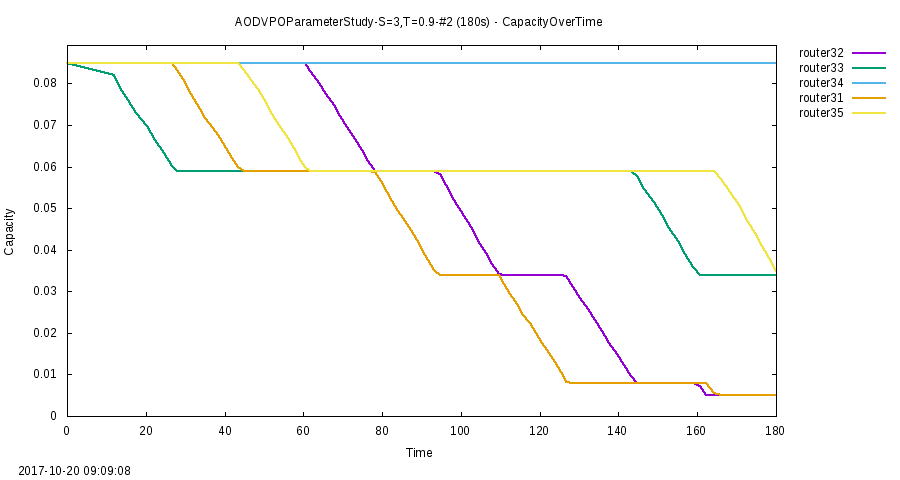 AODVPOParameterStudy-S=3,T=0.9-#2 (180s) - CapacityOverTime
router32
router33
router34
router31
router35
0.08
0.07
0.06
0.05
0.04
0.03
0.02
0.01
0
Capacity
0 20 40 60 80 100 120 140 160 180
Time
2017-10-20 09:09:08